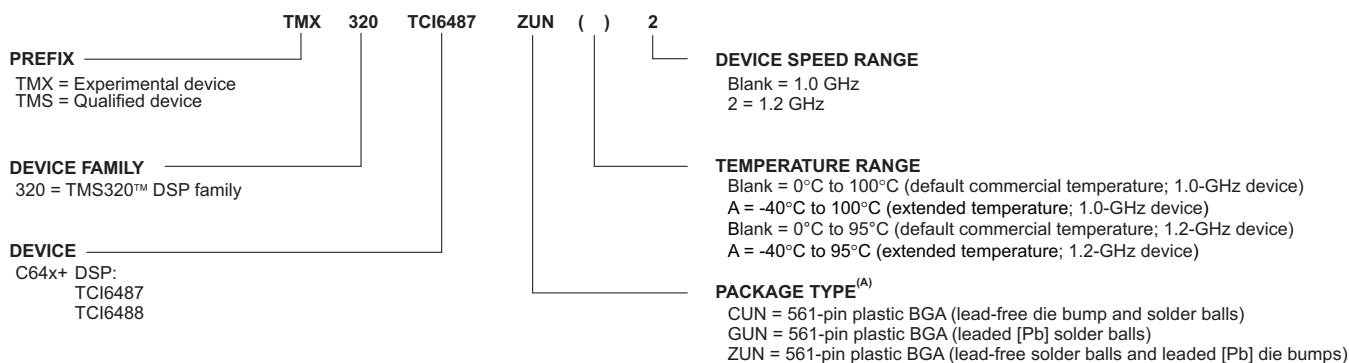 TMX 320 TCI6487 ZUN ( ) 2
PREFIX
TMX = Experimental device
TMS = Qualified device
DEVICE FAMILY
320 = TMS320™ DSP family
DEVICE
C64x+ DSP:
TCI6487
TCI6488
DEVICE SPEED RANGE
Blank = 1.0 GHz
2 = 1.2 GHz
TEMPERATURE RANGE
Blank = 0°C to 100°C (default commercial temperature; 1.0-GHz device)
A = -40°C to 100°C (extended temperature; 1.0-GHz device)
Blank = 0°C to 95°C (default commercial temperature; 1.2-GHz device)
A = -40°C to 95°C (extended temperature; 1.2-GHz device)
PACKAGE TYPE(A)
CUN = 561-pin plastic BGA (lead-free die bump and solder balls)
GUN = 561-pin plastic BGA (leaded [Pb] solder balls)
ZUN = 561-pin plastic BGA (lead-free solder balls and leaded [Pb] die bumps)